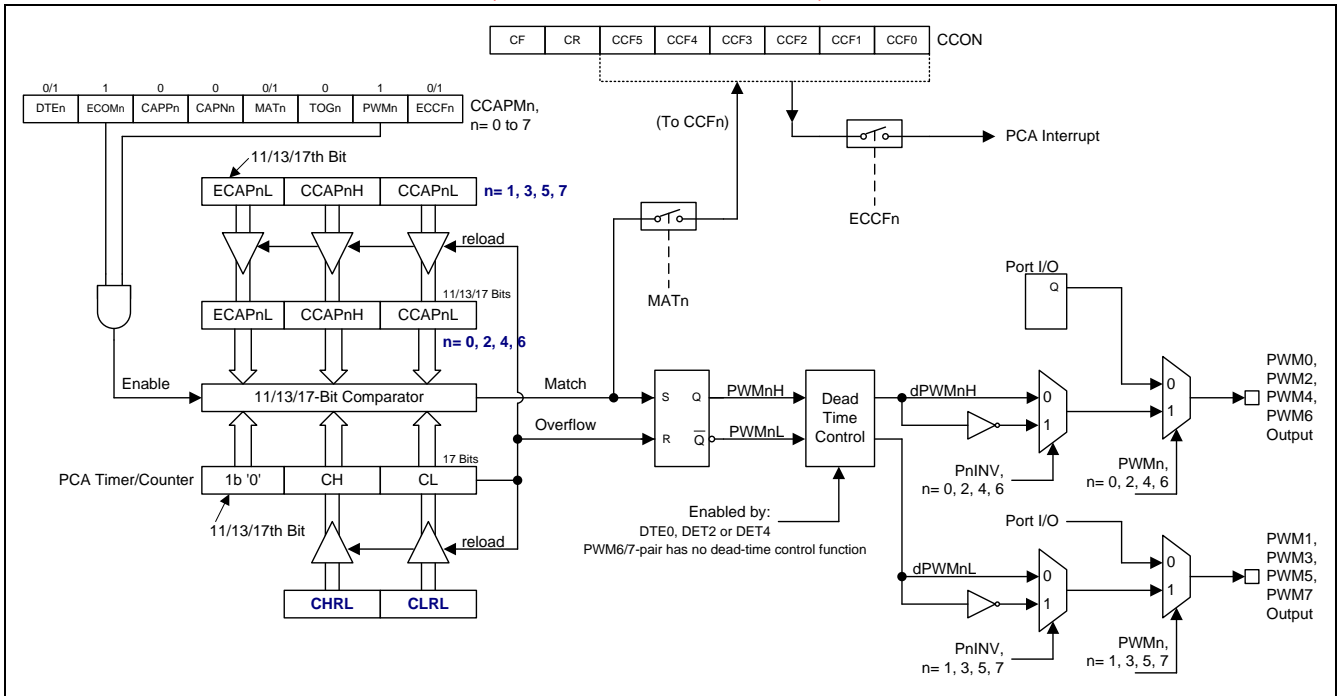 CF CR CCF5 CCF4 CCF3 CCF2 CCF1 CCF0 CCON
0/1 1 0 0 0/1 0 1 0/1
DTEn ECOMn CAPPn CAPNn MATn TOGn PWMn ECCFn
CCAPMn,
n= 0 to 7
(To CCFn)
PCA Interrupt
ECCFn
MATn
11/13/17th Bit
ECAPnL CCAPnH CCAPnL n= 1, 3, 5, 7
reload
11/13/17 Bits
ECAPnL CCAPnH CCAPnL
n= 0, 2, 4, 6
Enable
11/13/17-Bit Comparator
Match
Overflow
17 Bits
PCA Timer/Counter 1b '0' CH CL
11/13/17th Bit
reload
CHRL CLRL
S Q
R Q
PWMnH
PWMnL
Dead
Time
Control
Enabled by:
DTE0, DET2 or DET4
PWM6/7-pair has no dead-time control function
dPWMnH
0
1
PnINV,
n= 0, 2, 4, 6
Port I/O
Q
0
1
PWMn,
n= 0, 2, 4, 6
PWM0,
PWM2,
PWM4,
PWM6
Output
dPWMnL
0
1
PnINV,
n= 1, 3, 5, 7
Port I/O
0
1
PWMn,
n= 1, 3, 5, 7
PWM1,
PWM3,
PWM5,
PWM7
Output